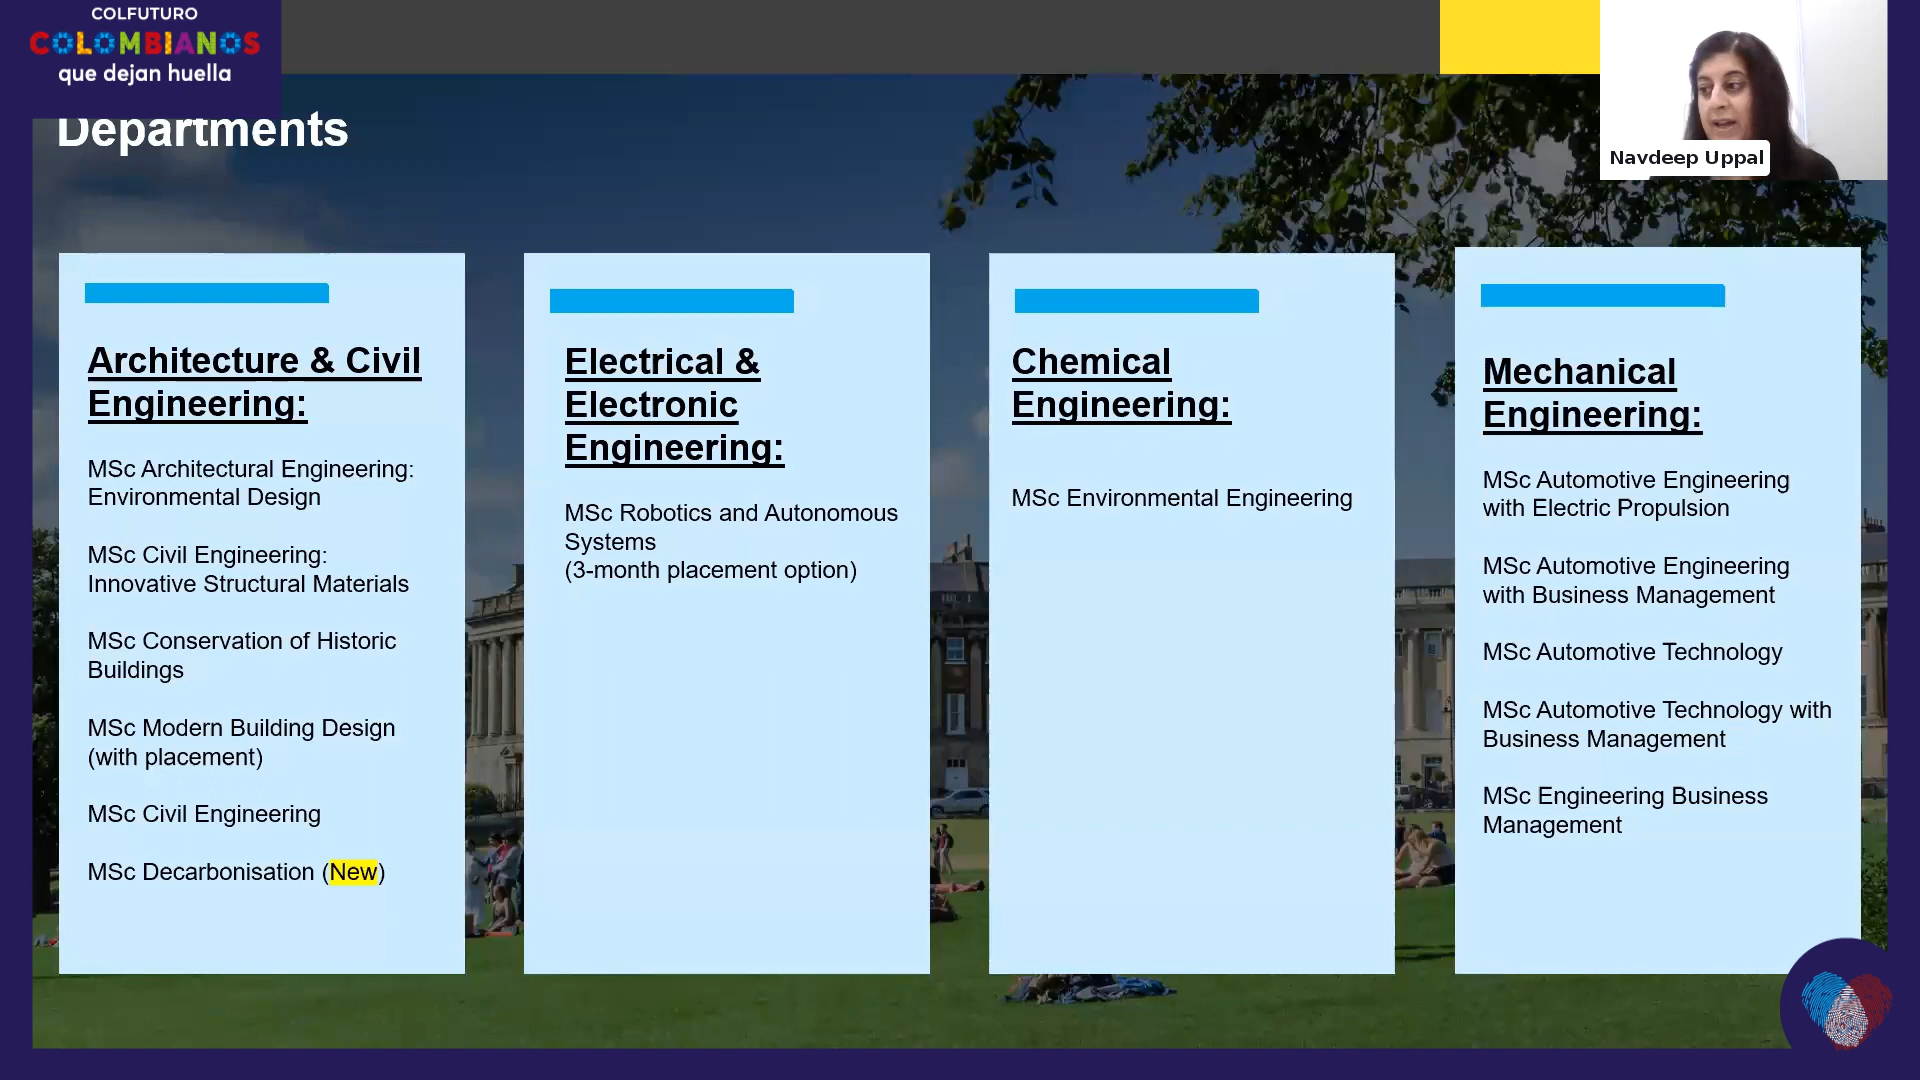 COLFUTURO
COLOMBIANOS
que dejan huella
Departments
Navdeep Uppal
Architecture & Civil
Engineering:
MSc Architectural Engineering:
Environmental Design
MSc Civil Engineering:
Innovative Structural Materials
MSc Conservation of Historic
Buildings
MSc Modern Building Design
(with placement)
MSc Civil Engineering
MSc Decarbonisation (New)
Electrical &
Electronic
Engineering:
MSc Robotics and Autonomous
Systems
(3-month placement option)
Chemical
Engineering:
MSc Environmental Engineering
Mechanical
Engineering:
MSc Automotive Engineering
with Electric Propulsion
MSc Automotive Engineering
with Business Management
MSc Automotive Technology
MSc Automotive Technology with
Business Management
MSc Engineering Business
Management